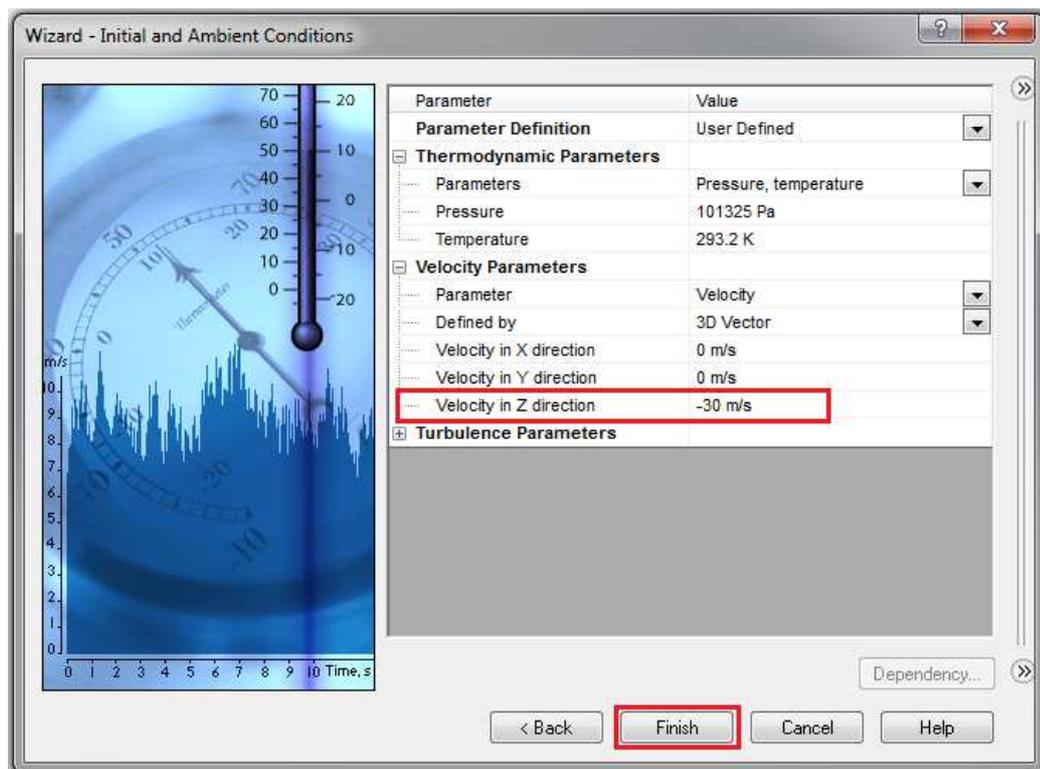 Wizard - Initial and Ambient Conditions
Parameter Value
Parameter Definition User Defined
Thermodynamic Parameters
Parameters Pressure, temperature
Pressure 101325 Pa
Temperature 293.2 K
Velocity Parameters
Parameter Velocity
Defined by 3D Vector
Velocity in X direction 0 m/s
Velocity in Y direction 0 m/s
Velocity in Z direction -30 m/s
Turbulence Parameters
70 20
60
50 10
40
30 0
20
10
0 -20
Thermometer
m/s
9
8
7
6
5
4
3
2
1
0
0 1 2 3 4 5 6 7 8 9 10 Time, s
Dependency...
< Back Finish Cancel Help